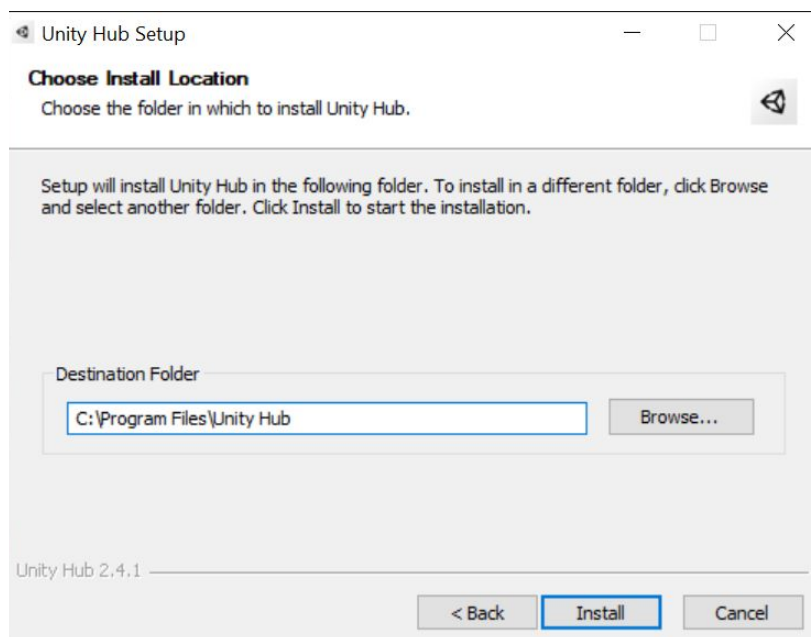 Unity Hub Setup
Choose Install Location
Choose the folder in which to install Unity Hub.
Setup will install Unity Hub in the following folder. To install in a different folder, click Browse
and select another folder. Click Install to start the installation.
Destination Folder
C:\Program Files\Unity Hub
Browse...
Unity Hub 2.4.1
< Back
Install
Cancel